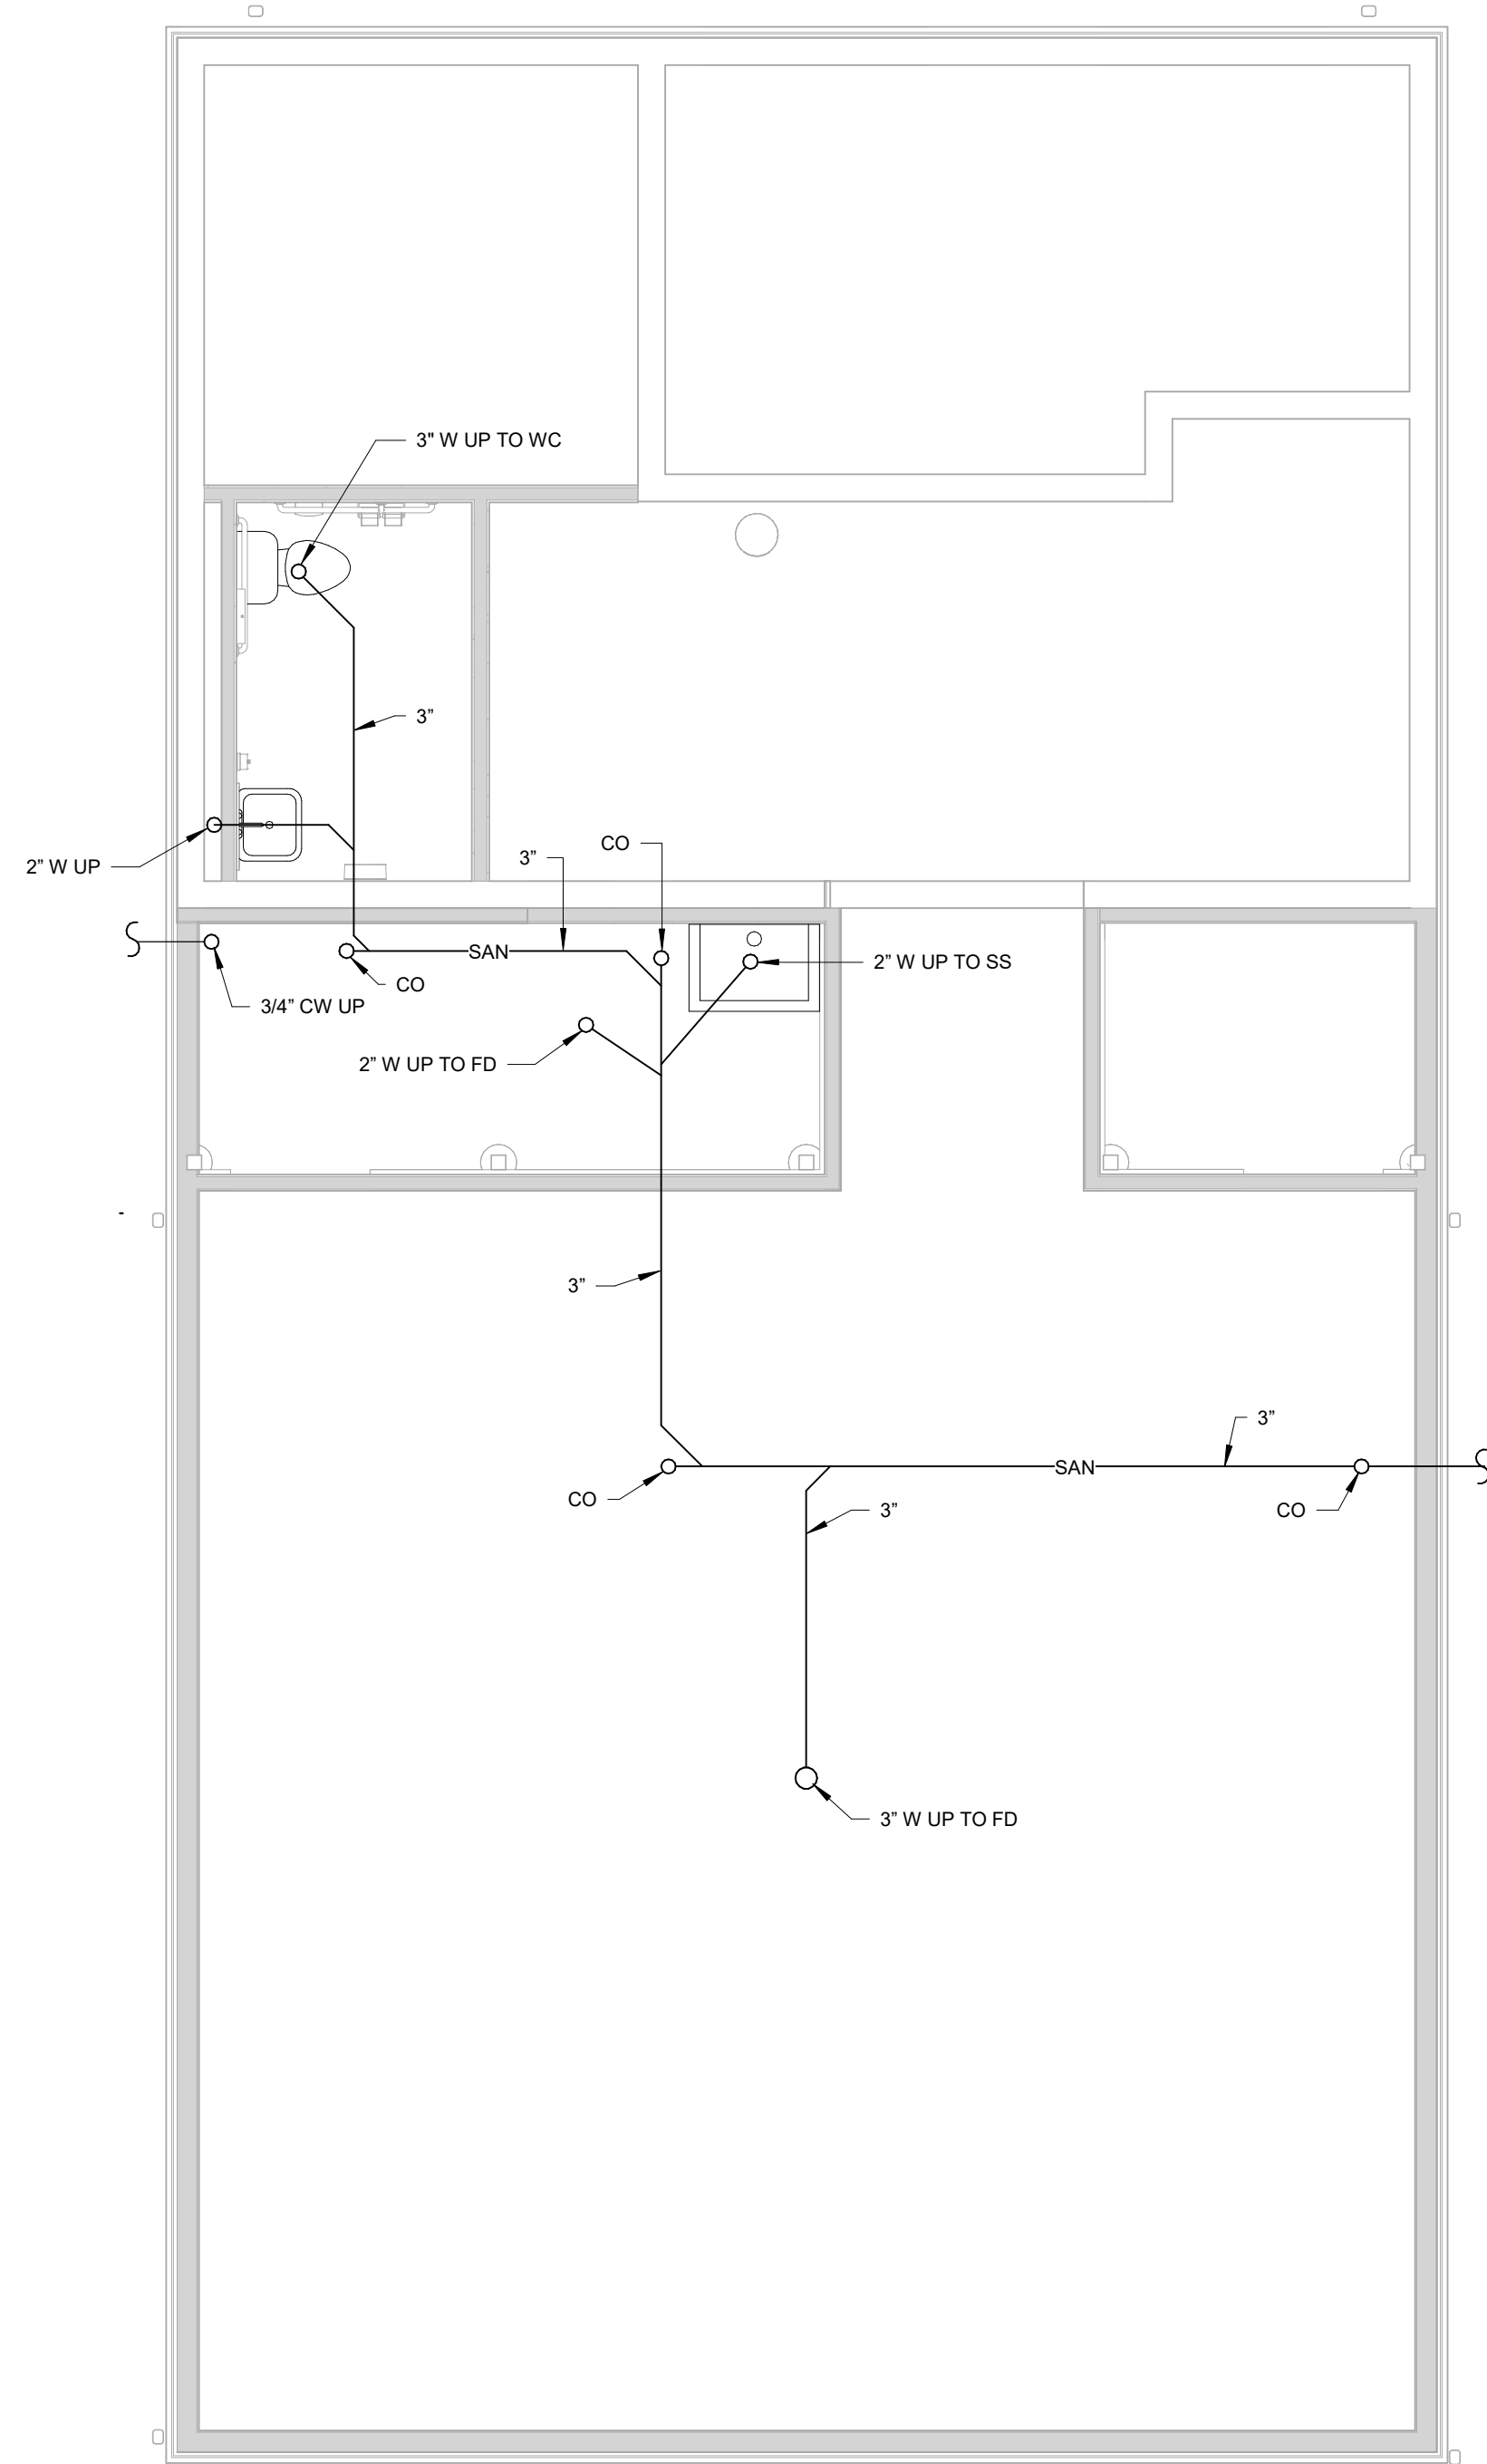 3" W UP TO WC
3”
CO
3”
2” W UP
SAN
2” W UP TO SS
CO
3/4” CW UP
2” W UP TO FD
3”
3”
SAN
CO
CO
3”
3” W UP TO FD